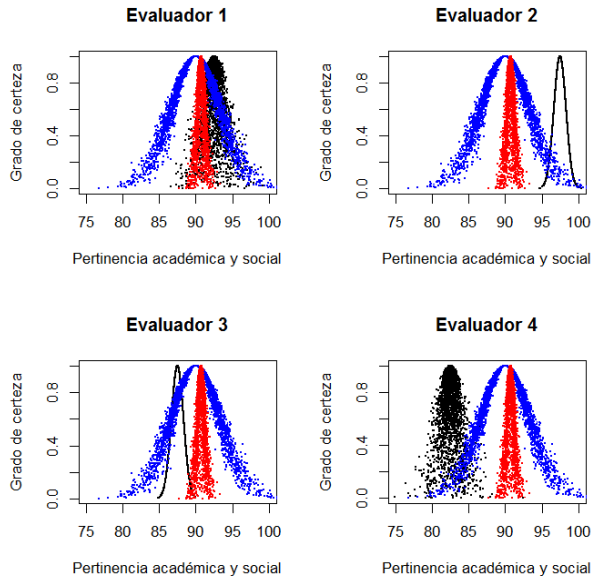 Evaluador 1
Grado de certeza
0.0 0.4 0.8
75 80 85 90 95 100
Pertinencia académica y social
Evaluador 2
Grado de certeza
0.0 0.4 0.8
75 80 85 90 95 100
Pertinencia académica y social
Evaluador 3
Grado de certeza
0.0 0.4 0.8
75 80 85 90 95 100
Pertinencia académica y social
Evaluador 4
Grado de certeza
0.0 0.4 0.8
75 80 85 90 95 100
Pertinencia académica y social